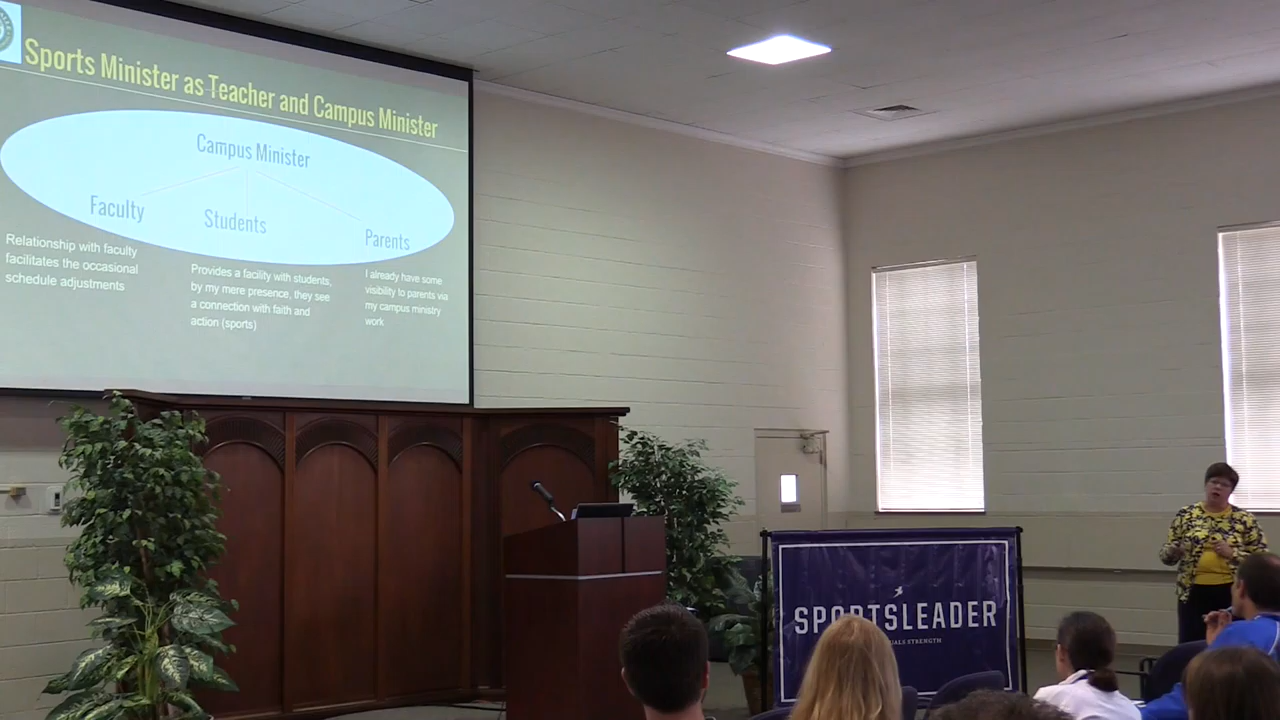 Sports Minister as Teacher and Campus Minister
Campus Minister
Faculty
Students
Parents
Relationship with faculty
facilitates the occasional
schedule adjustments
Provides a facility with students,
by my mere presence, they see
a connection with faith and
action (sports)
I already have some
visibility to parents via
my campus ministry
work
SPORTSLEADER
STRENGTH